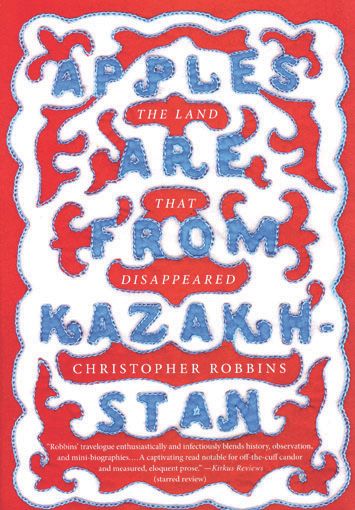 APPLES
THE LAND
ARE
THAT
FROM
DISAPPEARED
KAZAKH-
CHRISTOPHER ROBBINS
STAN
"Robbins' travelogue enthusiastically and infectiously blends history, observation,
and mini-biographies.…A captivating read notable for off-the-cuff candor
and measured, eloquent prose." —Kirkus Reviews
(starred review)